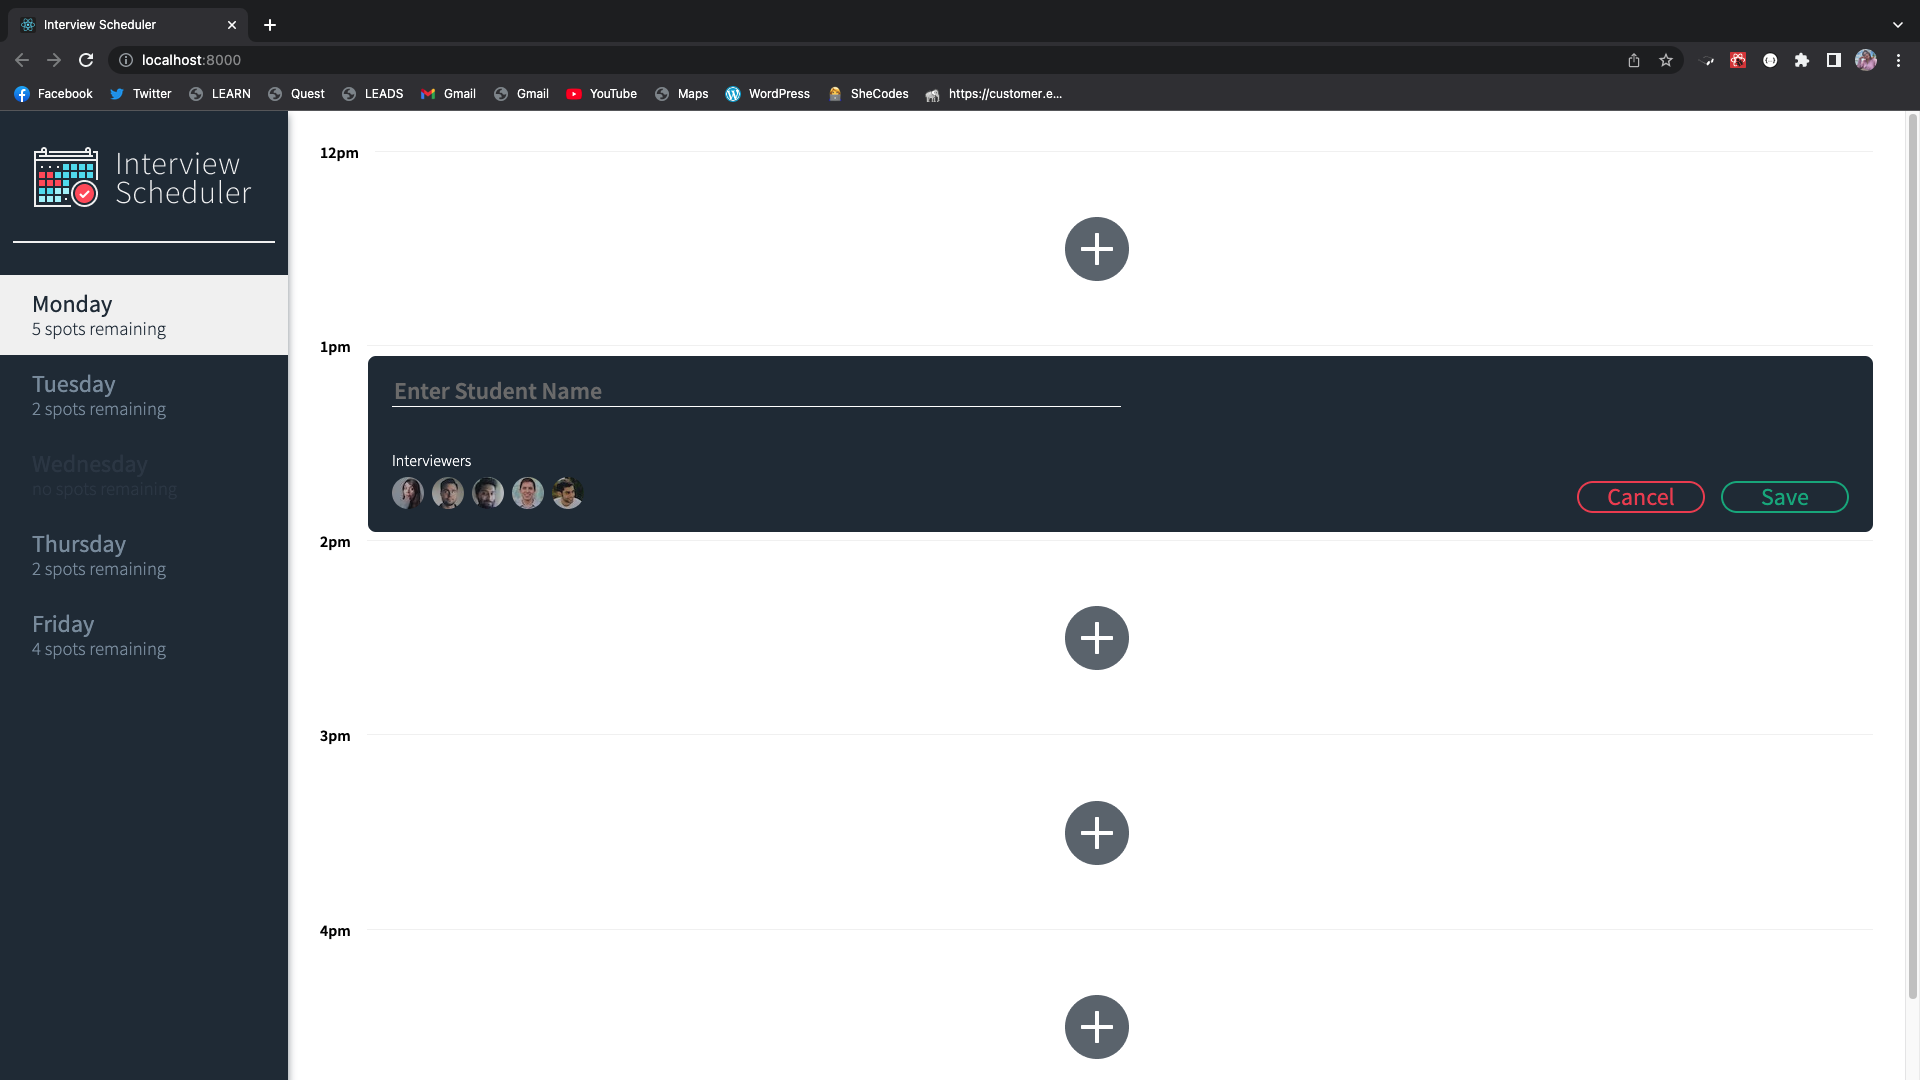 Interview Scheduler
localhost:8000
Facebook Twitter LEARN Quest LEADS Gmail Gmail YouTube Maps WordPress SheCodes https://customer.e...
Interview
Scheduler
Monday
5 spots remaining
Tuesday
2 spots remaining
Wednesday
no spots remaining
Thursday
2 spots remaining
Friday
4 spots remaining
12pm
1pm
Enter Student Name
Interviewers
Cancel Save
2pm
3pm
4pm